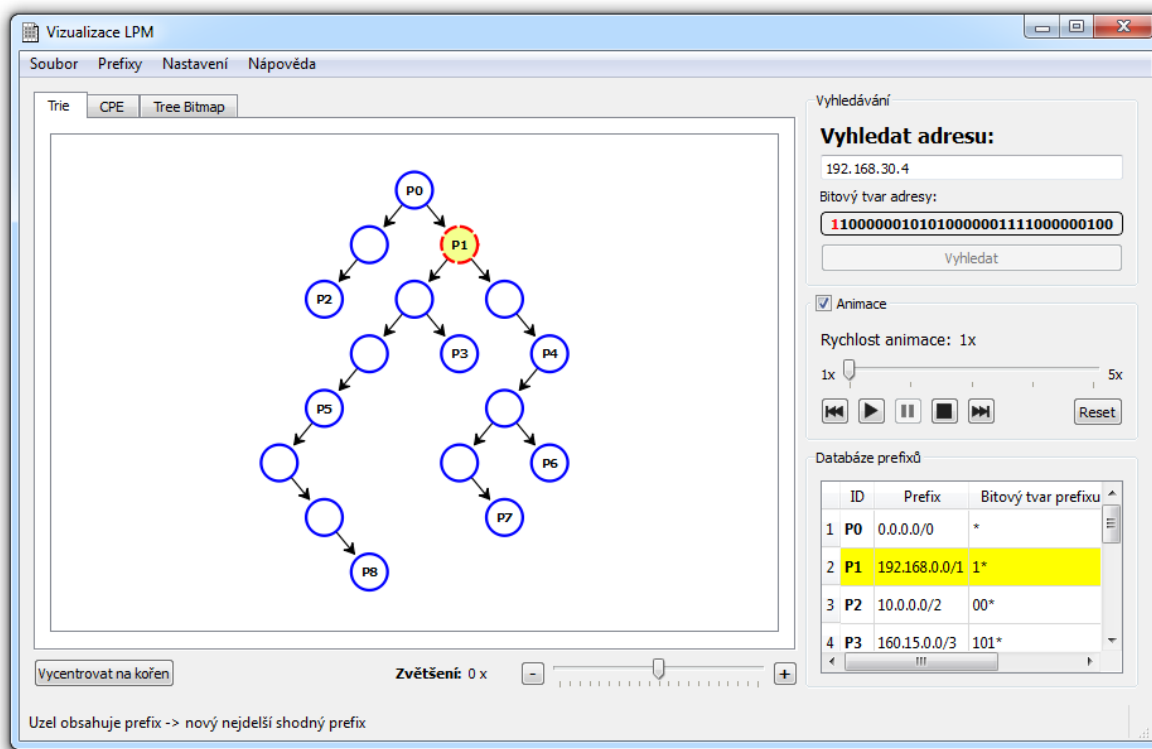 Vizualizace LPM
Soubor Prefixy Nastavení Nápověda
Trie CPE Tree Bitmap
P0
P1
P2
P3 P4
P5
P6
P7
P8
Vycentrovat na kořen
Zvětšení: 0 x
- +
Uzel obsahuje prefix -> nový nejdelší shodný prefix
Vyhledávání
Vyhledat adresu:
192.168.30.4
Bitový tvar adresy:
11000000101010000001111000000100
Vyhledat
Animace
Rychlost animace: 1x
1x 5x
Reset
Databáze prefixů
ID Prefix Bitový tvar prefixu
1 P0 0.0.0.0/0 *
2 P1 192.168.0.0/1 1*
3 P2 10.0.0.0/2 00*
4 P3 160.15.0.0/3 101*